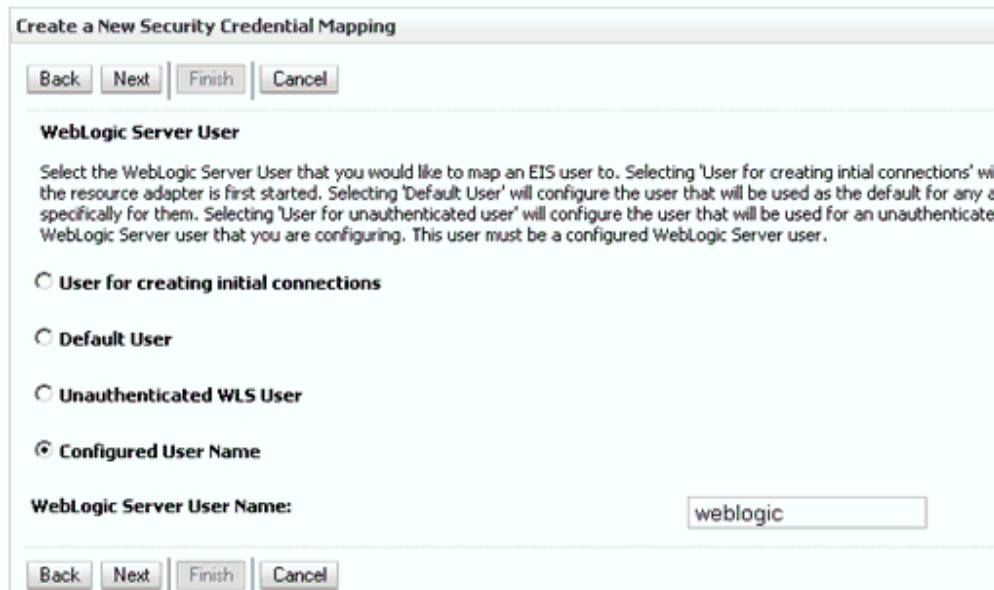 Create a New Security Credential Mapping
Back Next Finish Cancel
WebLogic Server User
Select the WebLogic Server User that you would like to map an EIS user to. Selecting 'User for creating intial connections' wi
the resource adapter is first started. Selecting 'Default User' will configure the user that will be used as the default for any a
specifically for them. Selecting 'User for unauthenticated user' will configure the user that will be used for an unauthenticate
WebLogic Server user that you are configuring. This user must be a configured WebLogic Server user.
User for creating initial connections
Default User
Unauthenticated WLS User
Configured User Name
WebLogic Server User Name: weblogic
Back Next Finish Cancel